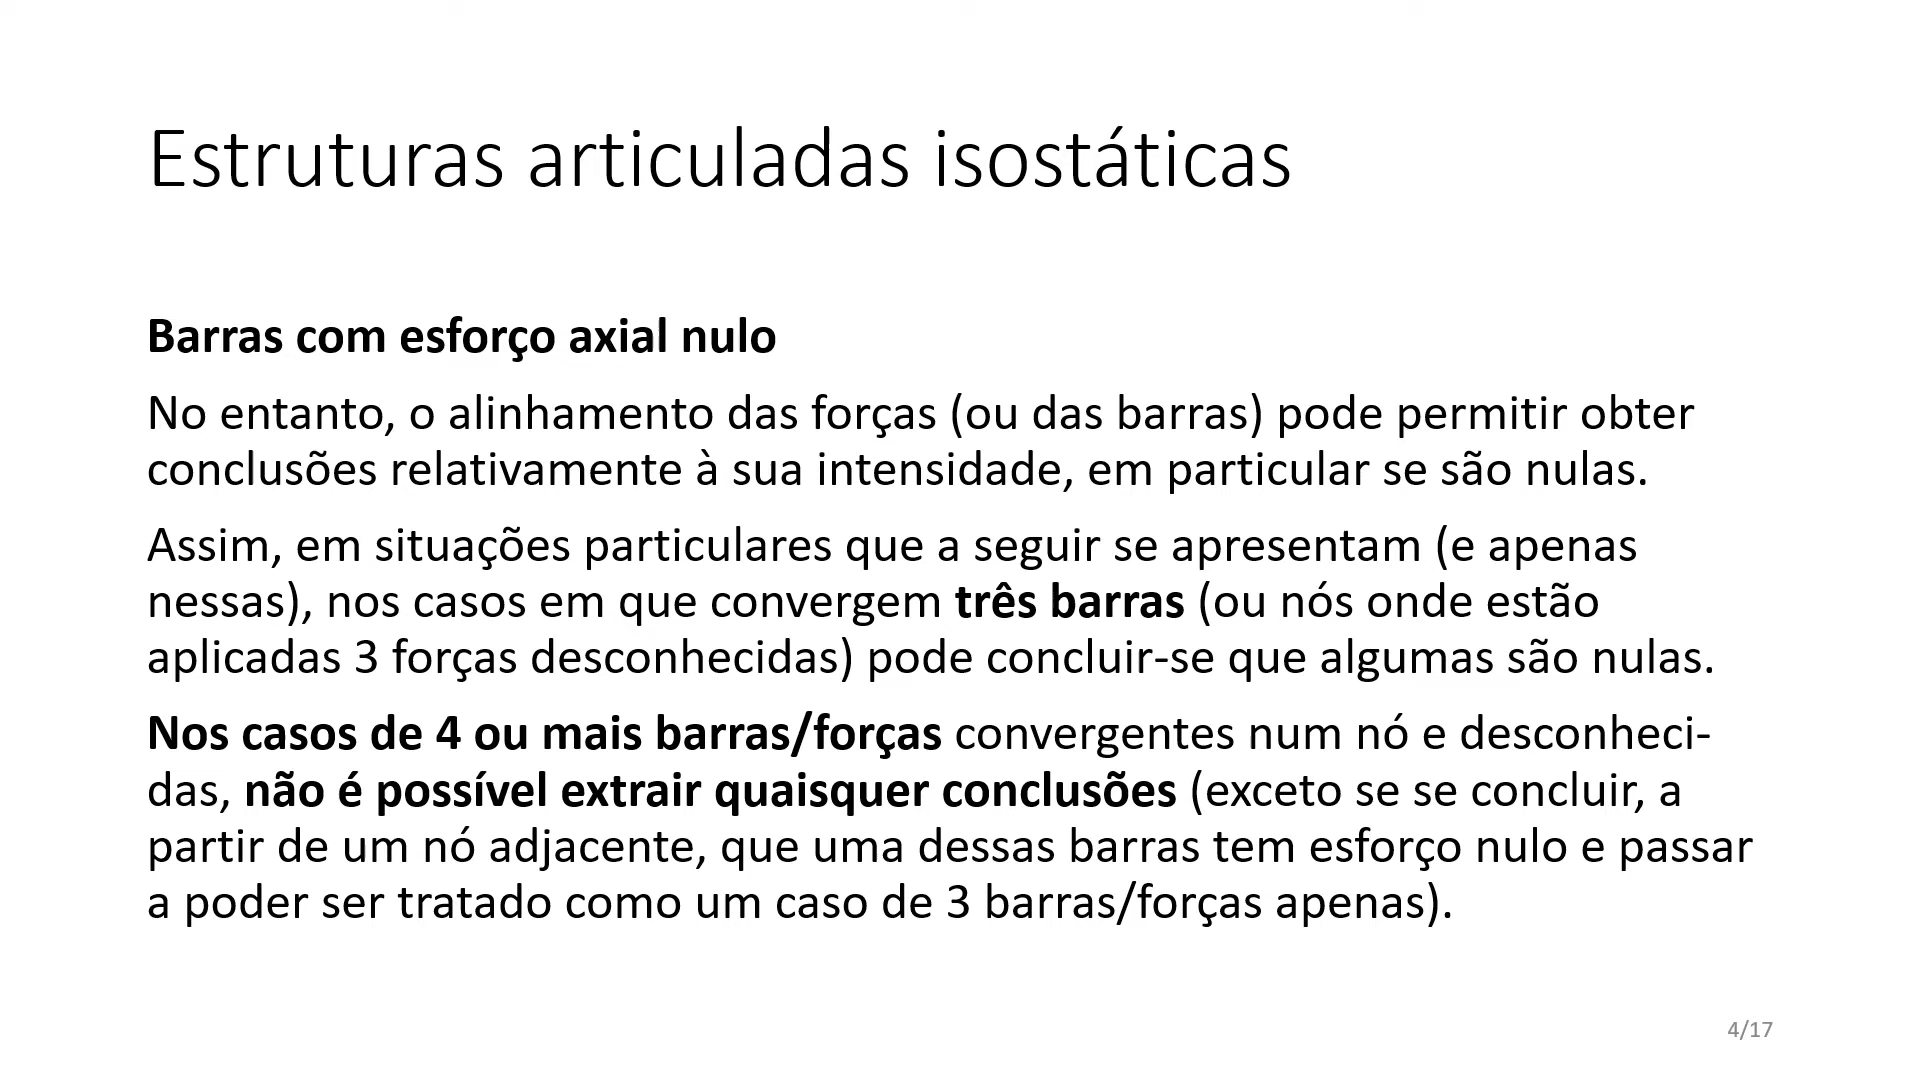 Estruturas articuladas isostáticas
Barras com esforço axial nulo
No entanto, o alinhamento das forças (ou das barras) pode permitir obter
conclusões relativamente à sua intensidade, em particular se são nulas.
Assim, em situações particulares que a seguir se apresentam (e apenas
nessas), nos casos em que convergem três barras (ou nós onde estão
aplicadas 3 forças desconhecidas) pode concluir-se que algumas são nulas.
Nos casos de 4 ou mais barras/forças convergentes num nó e desconheci-
das, não é possível extrair quaisquer conclusões (exceto se se concluir, a
partir de um nó adjacente, que uma dessas barras tem esforço nulo e passar
a poder ser tratado como um caso de 3 barras/forças apenas).
4/17